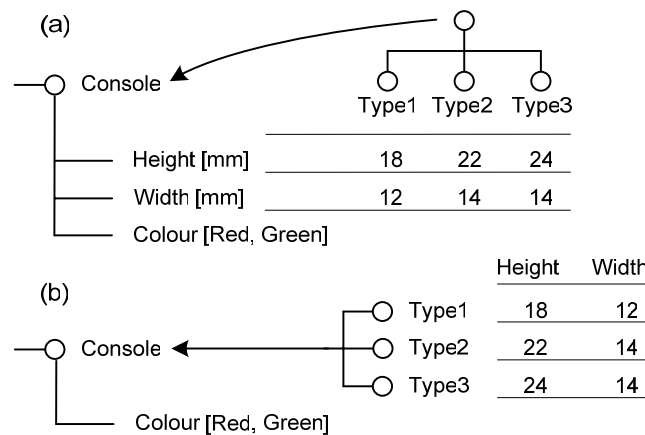 (a)
Console
Type1 Type2 Type3
Height [mm] 18 22 24
Width [mm] 12 14 14
Colour [Red, Green]
Height Width
(b)
Type1 18 12
Console Type2 22 14
Type3 24 14
Colour [Red, Green]